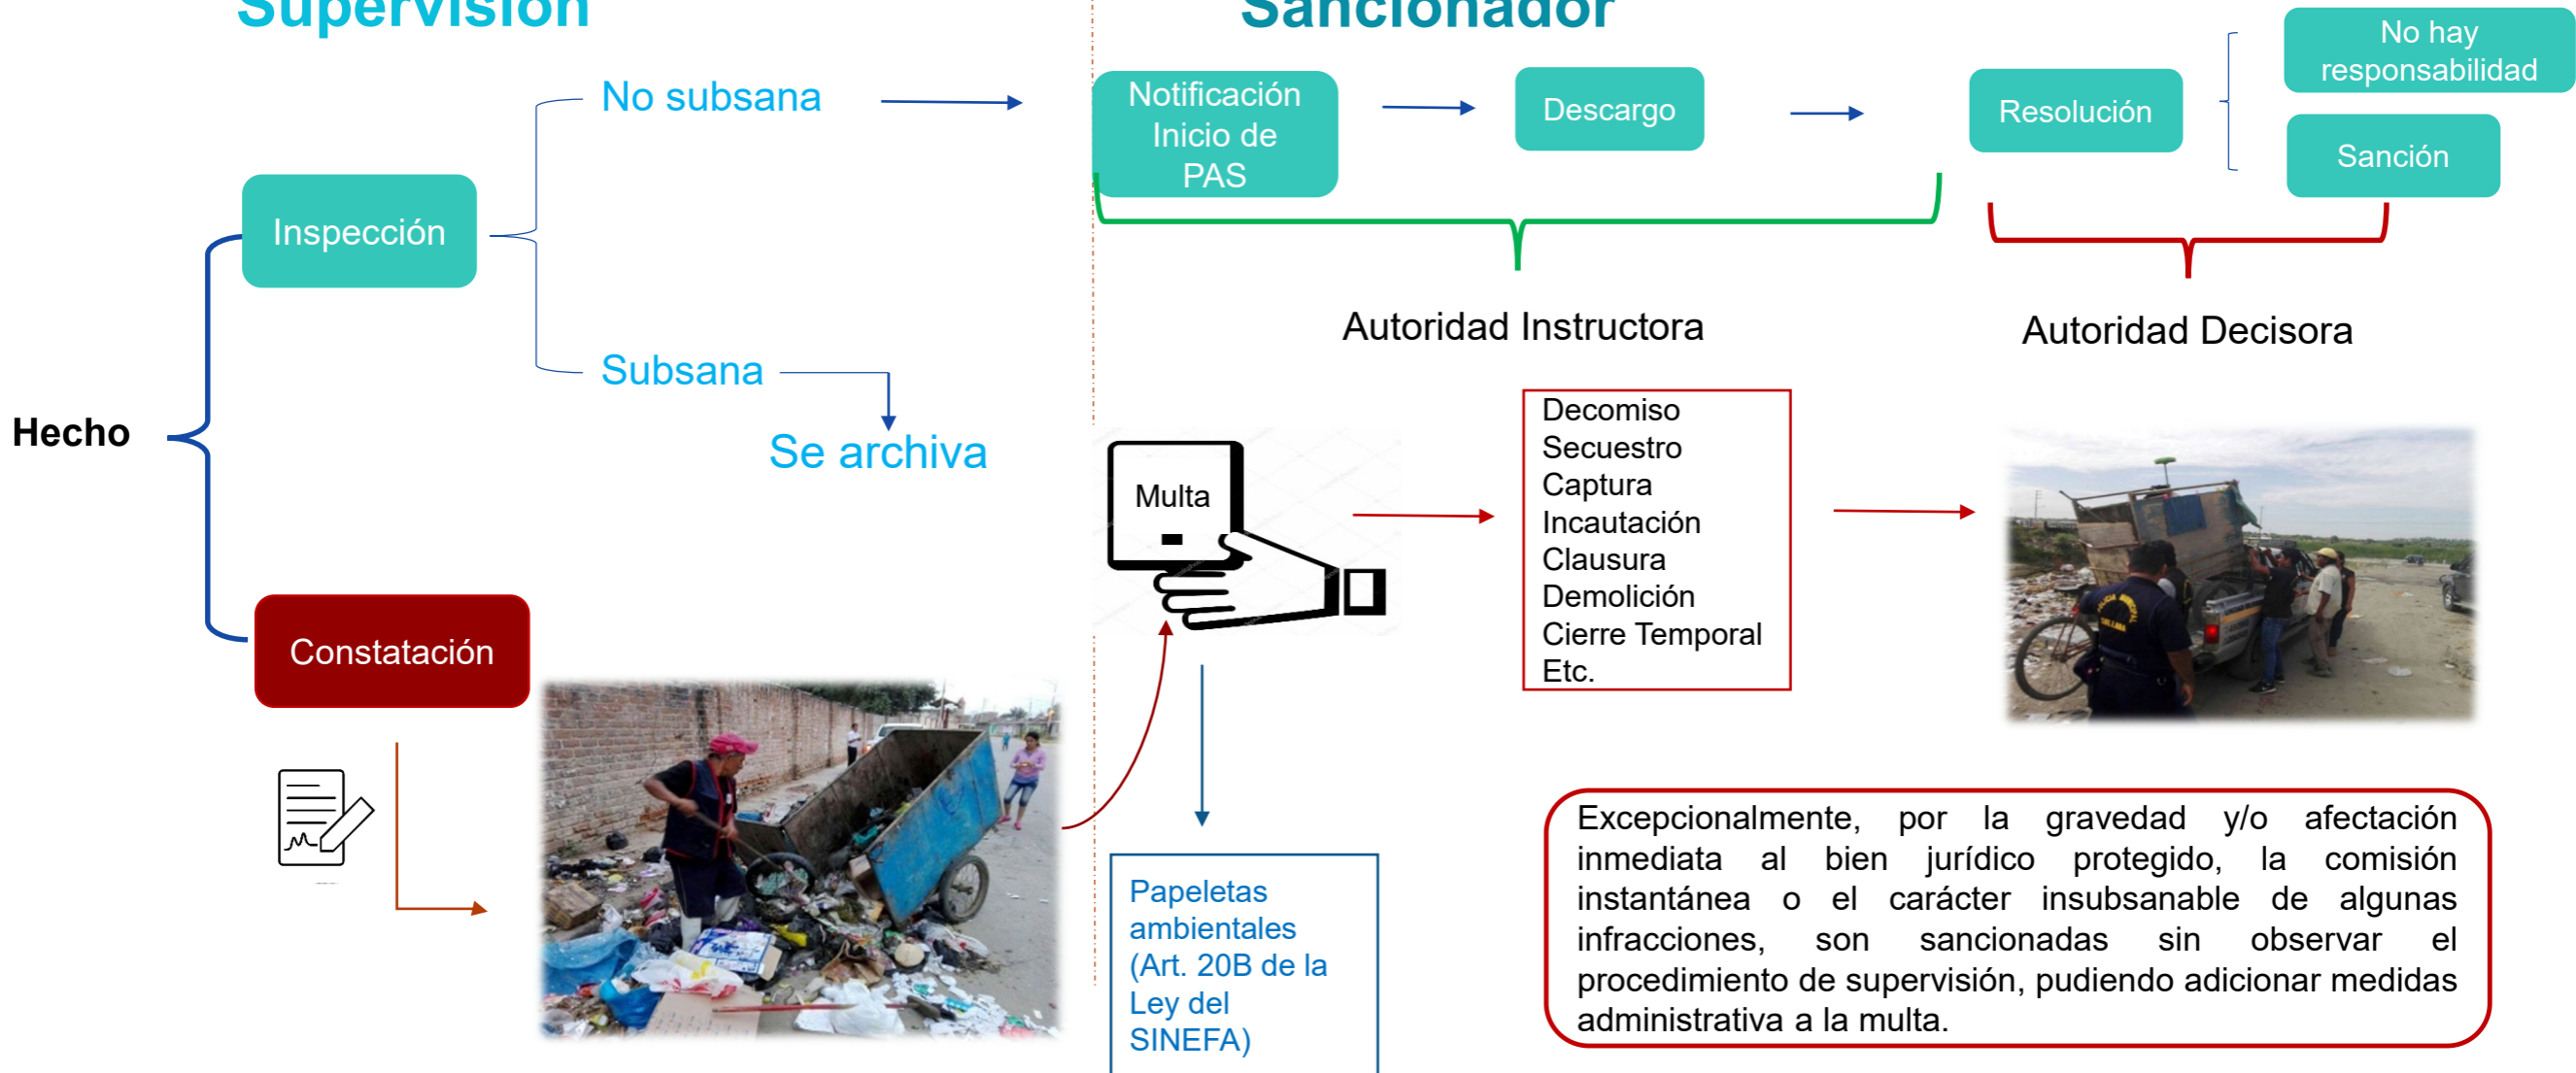 Supervisión
Sancionador
No subsana
Notificación
Inicio de
PAS
Descargo
Resolución
No hay
responsabilidad
Sanción
Inspección
Autoridad Instructora
Autoridad Decisora
Subsana
Se archiva
Hecho
Multa
Decomiso
Secuestro
Captura
Incautación
Clausura
Demolición
Cierre Temporal
Etc.
Constatación
POLICIA MUNICIPAL
SULLANA
Papeletas
ambientales
(Art. 20B de la
Ley del
SINEFA)
Excepcionalmente, por la gravedad y/o afectación
inmediata al bien jurídico protegido, la comisión
instantánea o el carácter insubsanable de algunas
infracciones, son sancionadas sin observar el
procedimiento de supervisión, pudiendo adicionar medidas
administrativa a la multa.